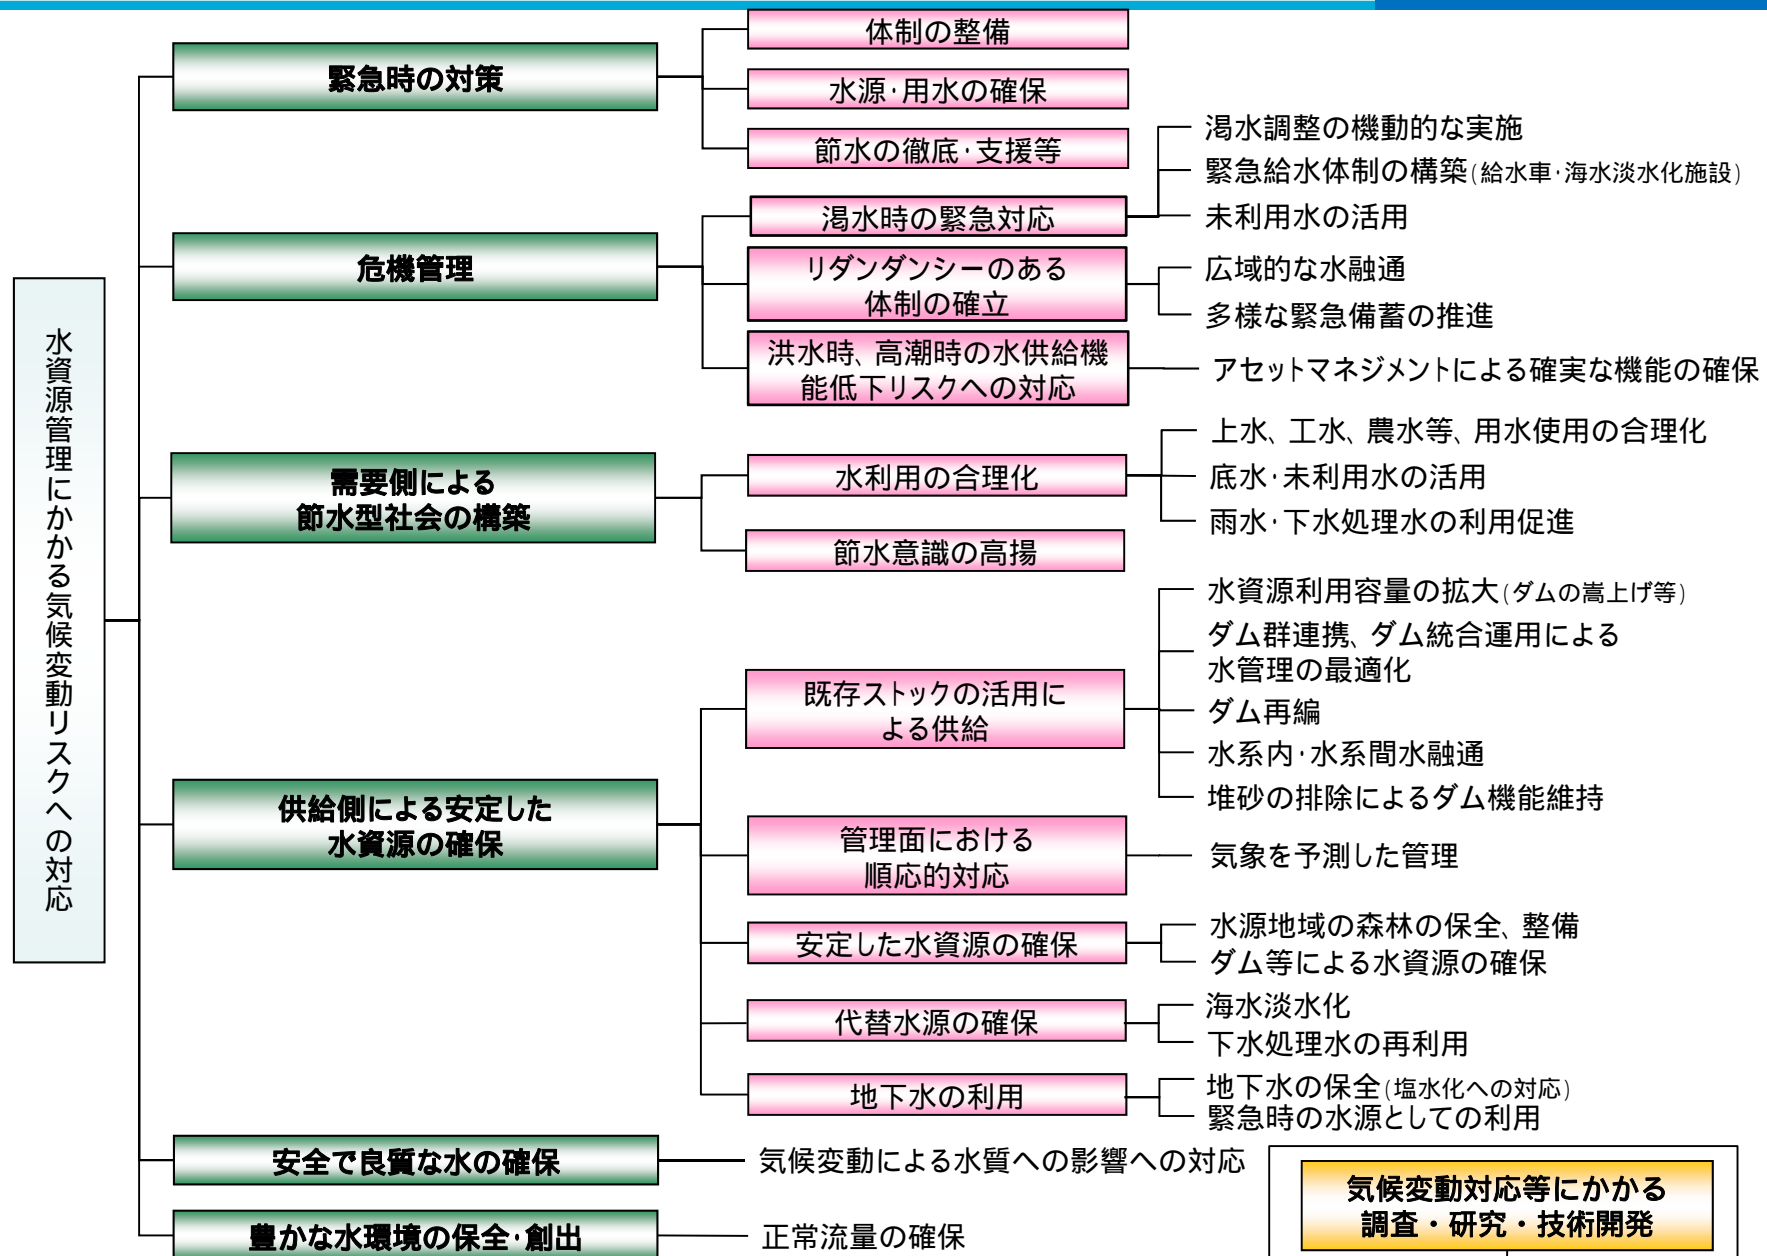 水資源管理にかかる気候変動リスクへの対応
緊急時の対策
体制の整備
水源・用水の確保
節水の徹底・支援等
危機管理
渇水時の緊急対応
渇水調整の機動的な実施
緊急給水体制の構築(給水車・海水淡水化施設)
未利用水の活用
リダンダンシーのある
体制の確立
広域的な水融通
多様な緊急備蓄の推進
洪水時、高潮時の水供給機
能低下リスクへの対応
アセットマネジメントによる確実な機能の確保
需要側による
節水型社会の構築
水利用の合理化
上水、工水、農水等、用水使用の合理化
底水・未利用水の活用
雨水・下水処理水の利用促進
節水意識の高揚
供給側による安定した
水資源の確保
既存ストックの活用に
よる供給
水資源利用容量の拡大(ダムの嵩上げ等)
ダム群連携、ダム統合運用による
水管理の最適化
ダム再編
水系内・水系間水融通
堆砂の排除によるダム機能維持
管理面における
順応的対応
気象を予測した管理
安定した水資源の確保
水源地域の森林の保全、整備
ダム等による水資源の確保
代替水源の確保
海水淡水化
下水処理水の再利用
地下水の利用
地下水の保全(塩水化への対応)
緊急時の水源としての利用
安全で良質な水の確保
気候変動による水質への影響への対応
豊かな水環境の保全・創出
正常流量の確保
気候変動対応等にかかる
調査・研究・技術開発